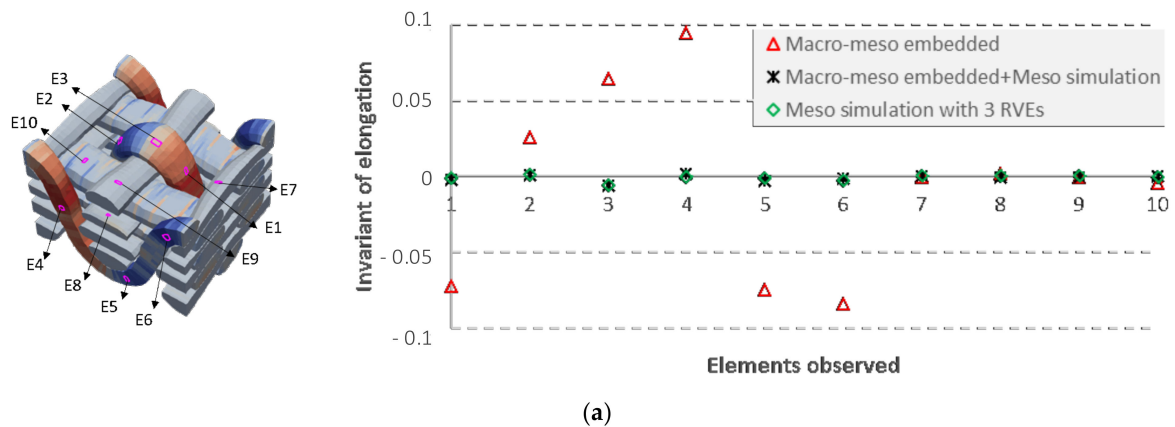 E3
E2
E10
E7
E1
E4
E9
E8
E5
E6
Invariant of elongation
0.1
0.05
0
- 0.05
- 0.1
1 2 3 4 5 6 7 8 9 10
Elements observed
Macro-meso embedded
Macro-meso embedded+Meso simulation
Meso simulation with 3 RVEs
(a)